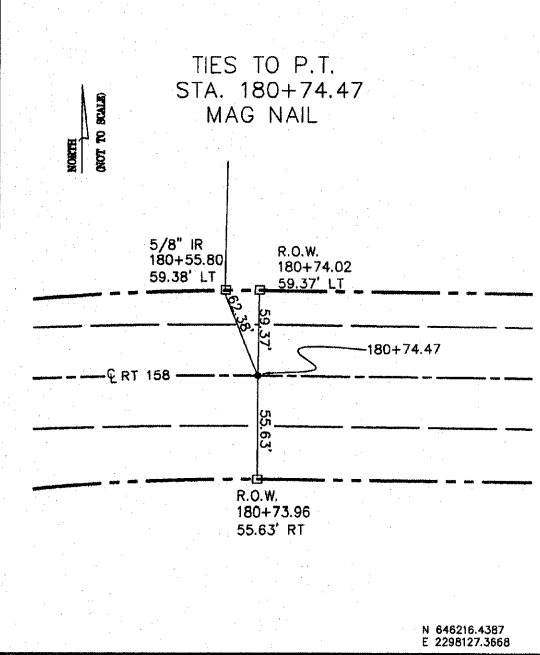 TIES TO P.T.
STA. 180+74.47
MAG NAIL
NORTH
(NOT TO SCALE)
5/8" IR
180+55.80
59.38' LT
R.O.W.
180+74.02
59.37' LT
62.38'
59.37'
180+74.47
℄ RT 158
55.63'
R.O.W.
180+73.96
55.63' RT
N 646216.4387
E 2298127.3668